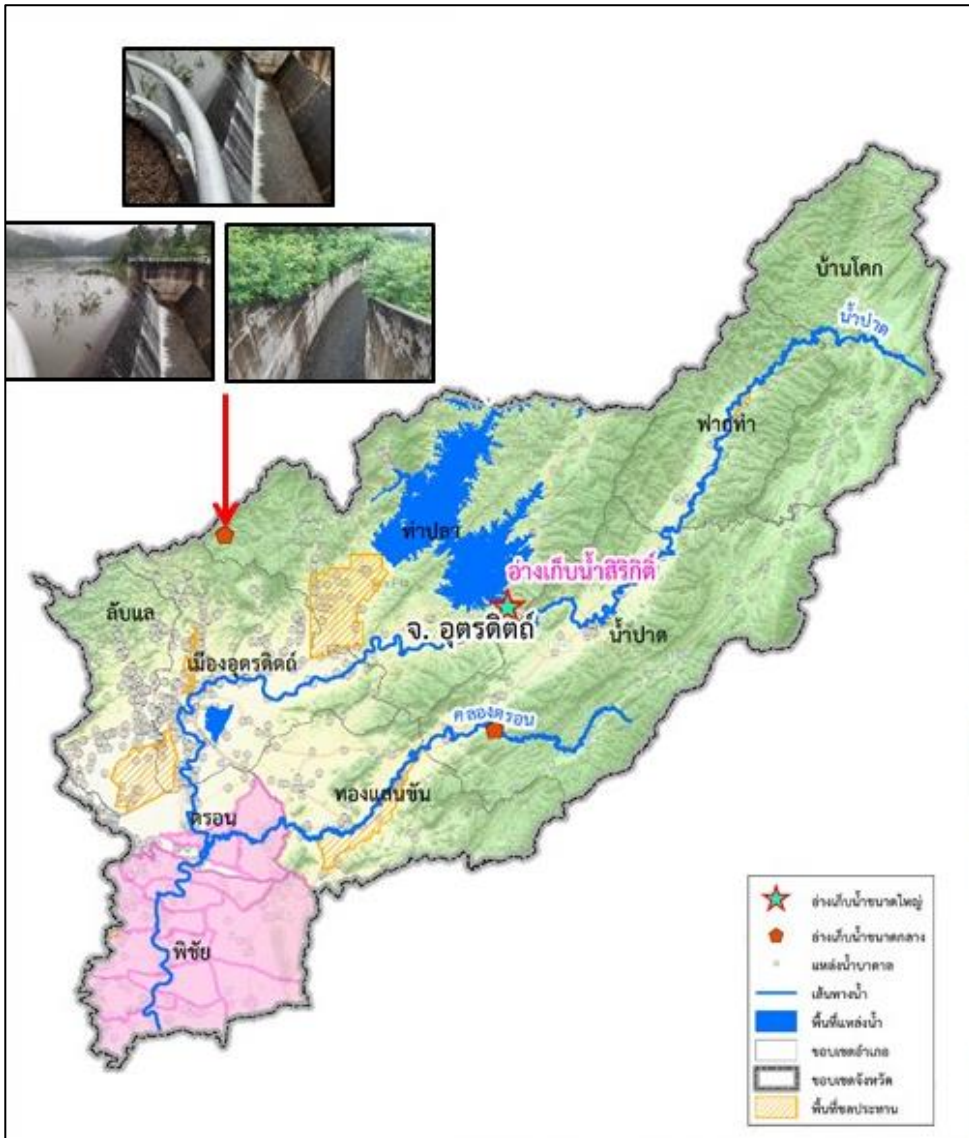 บ้านโคก
น้ำปาด
ฟากท่า
ท่าปลา
อ่างเก็บน้ำสิริกิติ์
ลับแล
จ. อุตรดิตถ์
น้ำปาด
เมืองอุตรดิตถ์
คลองตรอน
ทองแสนขัน
ตรอน
พิชัย
อ่างเก็บน้ำขนาดใหญ่
อ่างเก็บน้ำขนาดกลาง
แหล่งน้ำบาดาล
เส้นทางน้ำ
พื้นที่แหล่งน้ำ
ขอบเขตอำเภอ
ขอบเขตจังหวัด
พื้นที่ชลประทาน